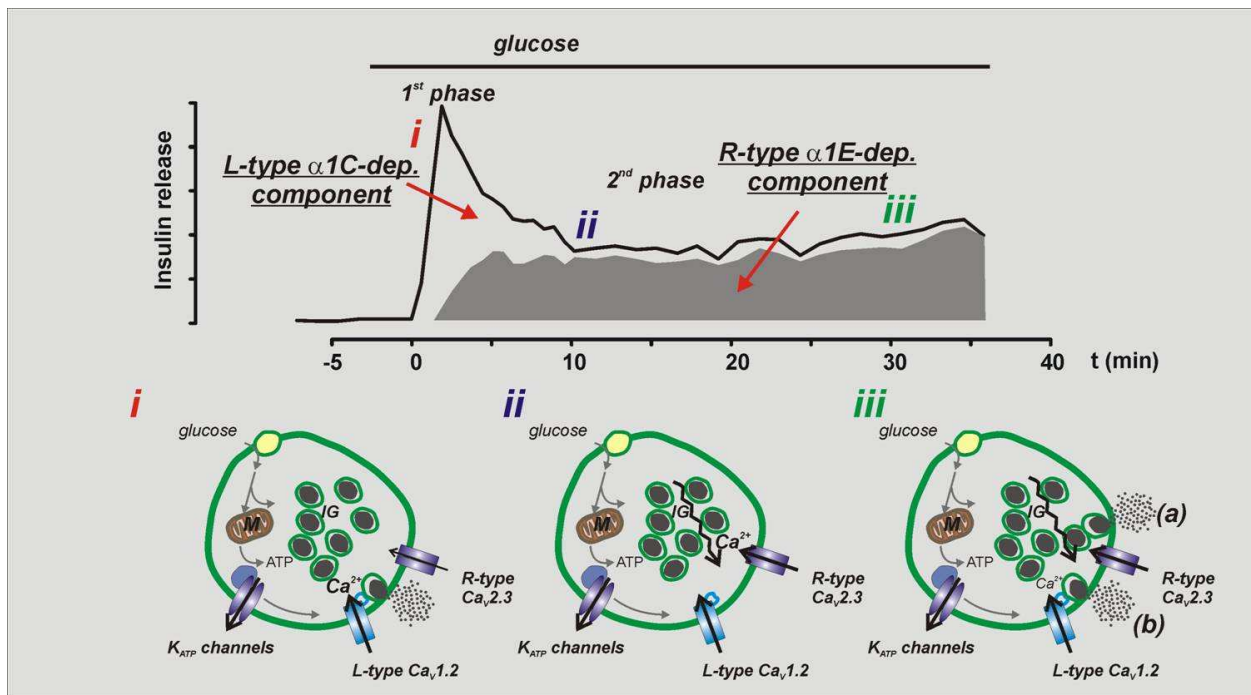 glucose
1st phase
i
L-type α1C-dep.
component
R-type α1E-dep.
component
2nd phase
ii
iii
Insulin release
-5
0
10
20
30
40
t (min)
i
glucose
IG
M
ATP
Ca2+
R-type
Cav2.3
KATP channels
L-type Cav1.2
ii
glucose
IG
M
Ca2+
ATP
R-type
Cav2.3
KATP channels
L-type Cav1.2
iii
glucose
IG
(a)
M
ATP
Ca2+
R-type
Cav2.3
(b)
KATP channels
L-type Cav1.2